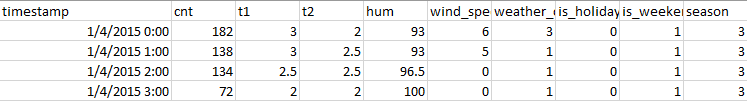 timestamp cnt t1 t2 hum wind_spe weather_ is_holiday is_weeken season
1/4/2015 0:00 182 3 2 93 6 3 0 1 3
1/4/2015 1:00 138 3 2.5 93 5 1 0 1 3
1/4/2015 2:00 134 2.5 2.5 96.5 0 1 0 1 3
1/4/2015 3:00 72 2 2 100 0 1 0 1 3